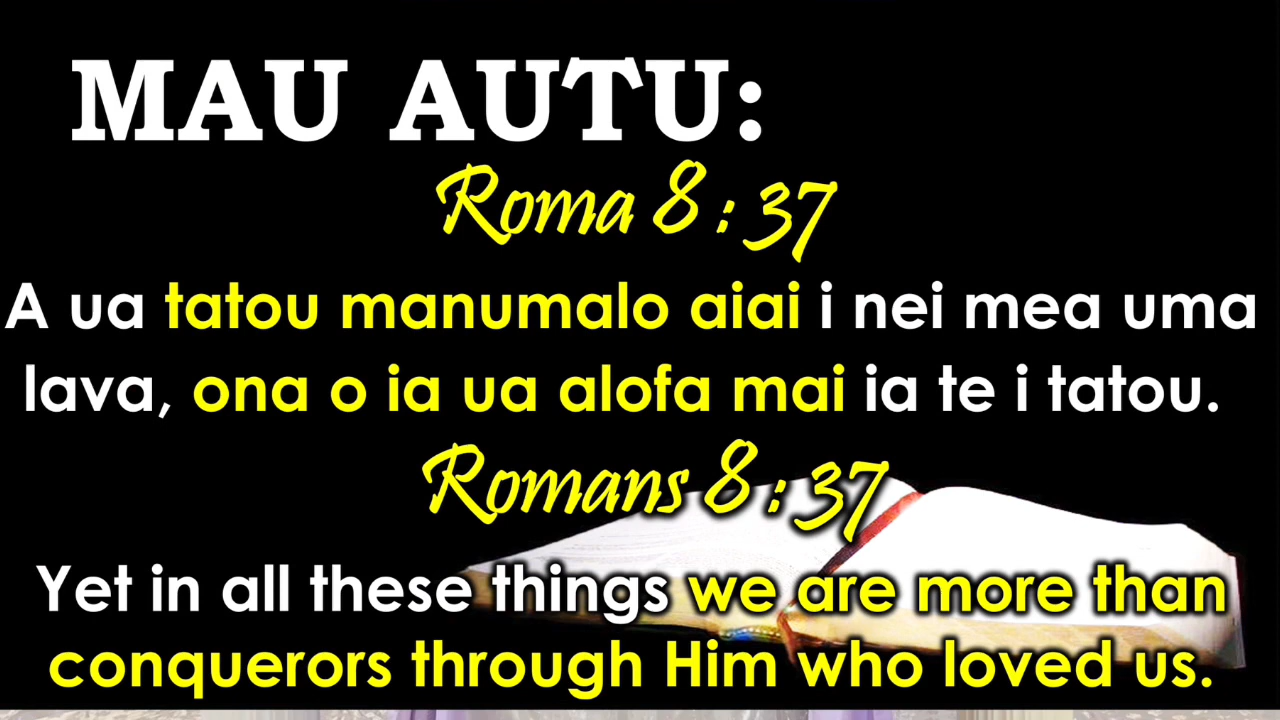 MAU AUTU:
Roma 8 : 37
A ua tatou manumalo aiai i nei mea uma
lava, ona o ia ua alofa mai ia te i tatou.
Romans 8 : 37
Yet in all these things we are more than
conquerors through Him who loved us.